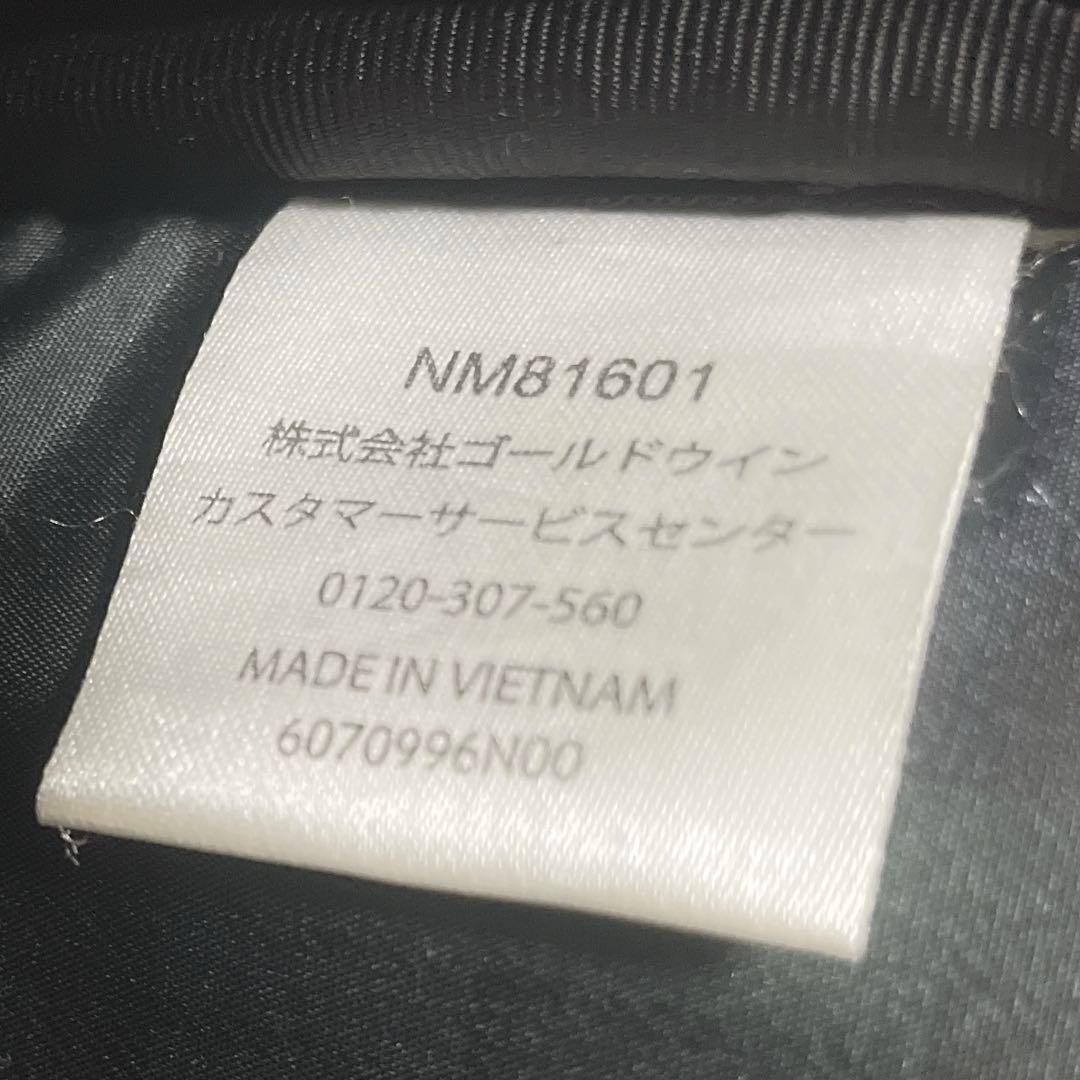 NM81601
株式会社ゴールドウイン
カスタマーサービスセンター
0120-307-560
MADE IN VIETNAM
6070996N00